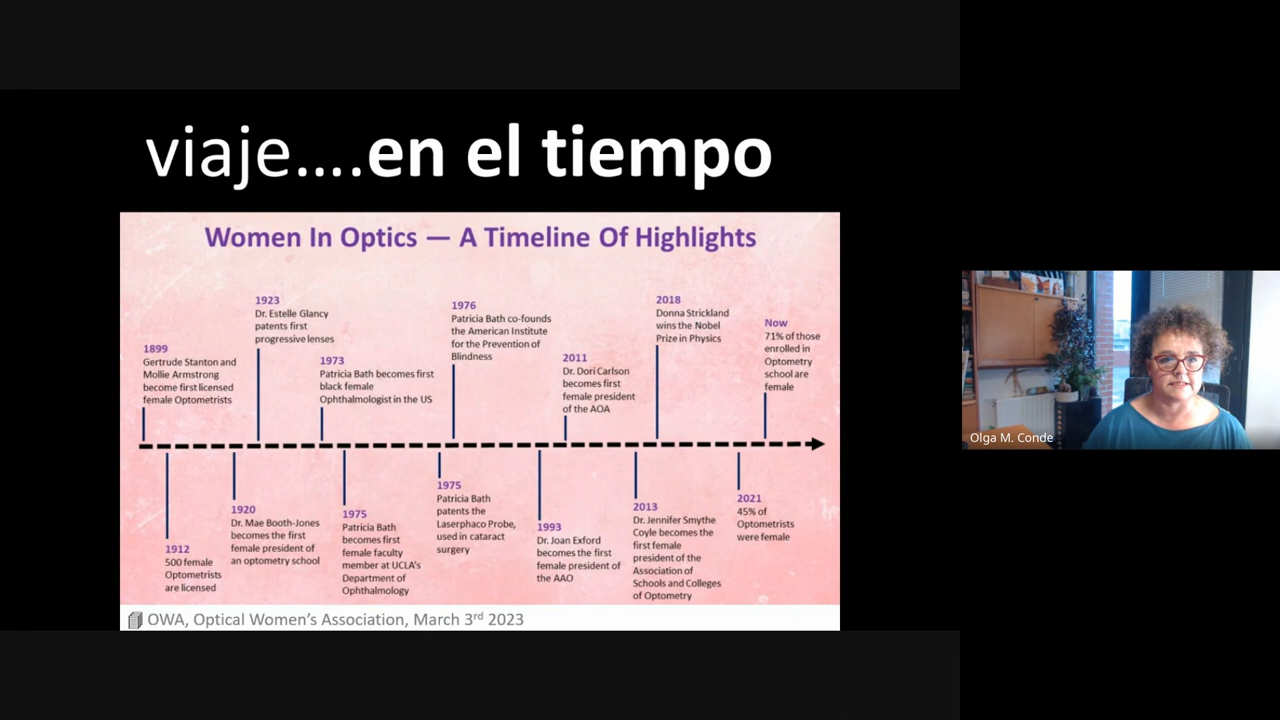 viaje....en el tiempo
Women In Optics — A Timeline Of Highlights
1899
Gertrude Stanton and
Mollie Armstrong
become first licensed
female Optometrists
1923
Dr. Estelle Glancy
patents first
progressive lenses
1973
Patricia Bath becomes first
black female
Ophthalmologist in the US
1976
Patricia Bath co-founds
the American Institute
for the Prevention of
Blindness
2011
Dr. Dori Carlson
becomes first
female president
of the AOA
2018
Donna Strickland
wins the Nobel
Prize in Physics
Now
71% of those
enrolled in
Optometry
school are
female
1912
500 female
Optometrists
are licensed
1920
Dr. Mae Booth-Jones
becomes the first
female president of
an optometry school
1975
Patricia Bath
becomes first
female faculty
member at UCLA's
Department of
Ophthalmology
1975
Patricia Bath
patents the
Laserphaco Probe,
used in cataract
surgery
1993
Dr. Joan Exford
becomes the first
female president of
the AAO
2013
Dr. Jennifer Smythe
Coyle becomes the
first female
president of the
Association of
Schools and Colleges
of Optometry
2021
45% of
Optometrists
were female
OWA, Optical Women's Association, March 3rd 2023
Olga M. Conde